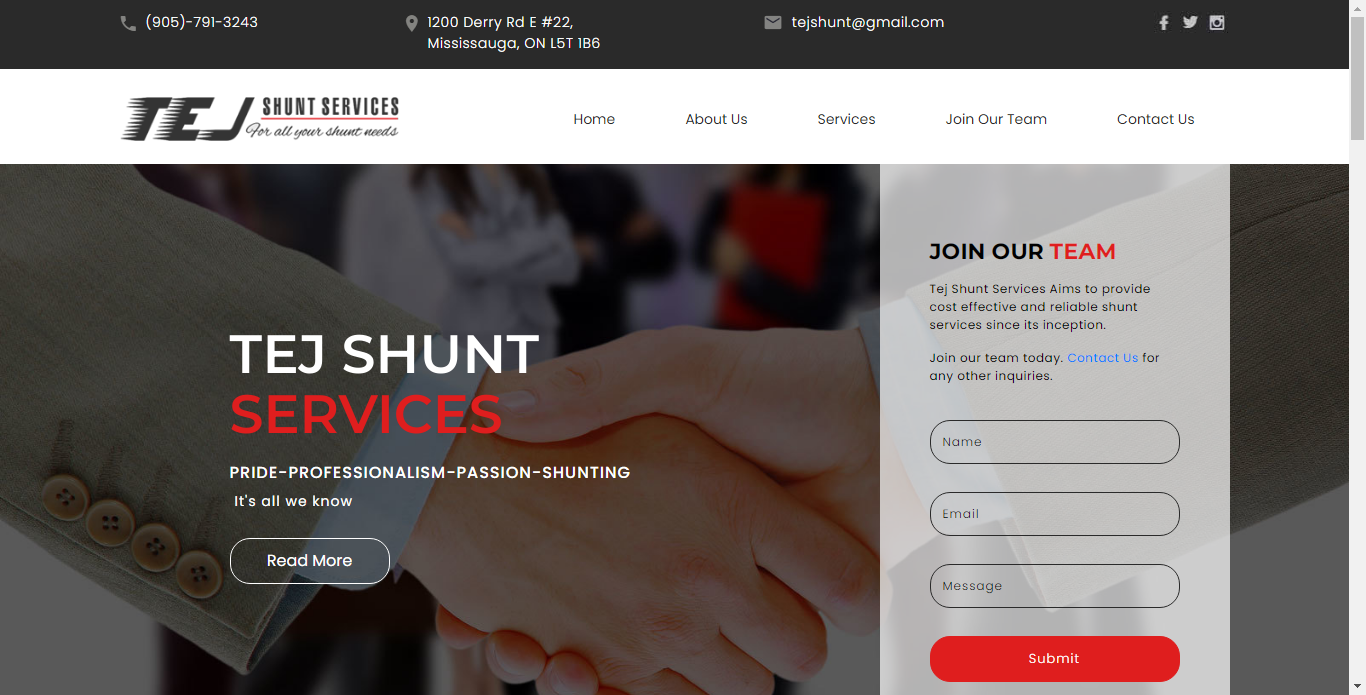 (905)-791-3243
1200 Derry Rd E #22,
Mississauga, ON L5T 1B6
tejshunt@gmail.com
TEJ SHUNT SERVICES
For all your shunt needs
Home
About Us
Services
Join Our Team
Contact Us
TEJ SHUNT
SERVICES
PRIDE-PROFESSIONALISM-PASSION-SHUNTING
It's all we know
Read More
JOIN OUR TEAM
Tej Shunt Services Aims to provide
cost effective and reliable shunt
services since its inception.
Join our team today. Contact Us for
any other inquiries.
Name
Email
Message
Submit